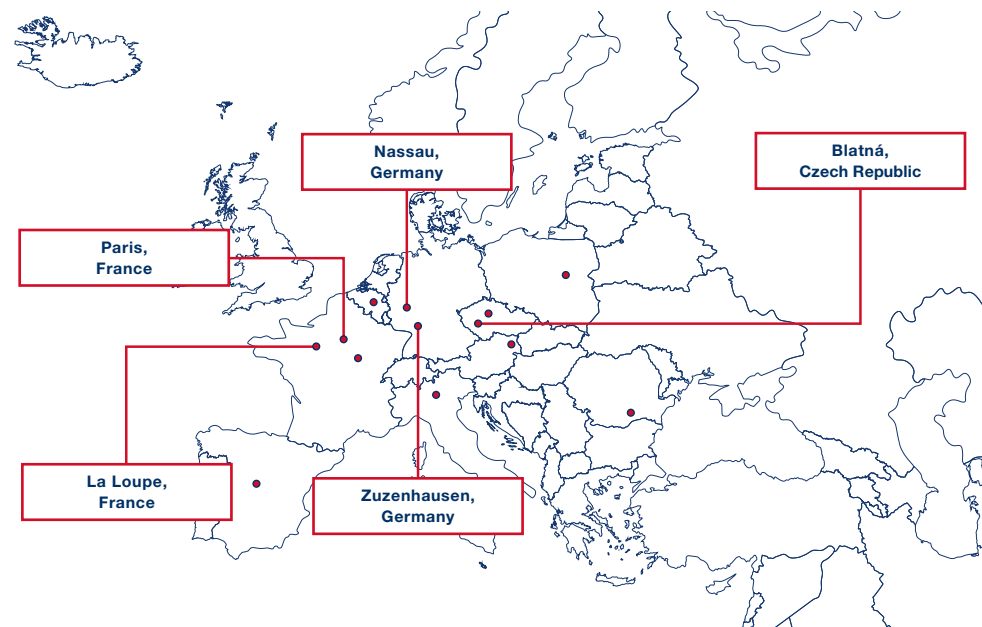 Nassau,
Germany
Blatná,
Czech Republic
Paris,
France
La Loupe,
France
Zuzenhausen,
Germany